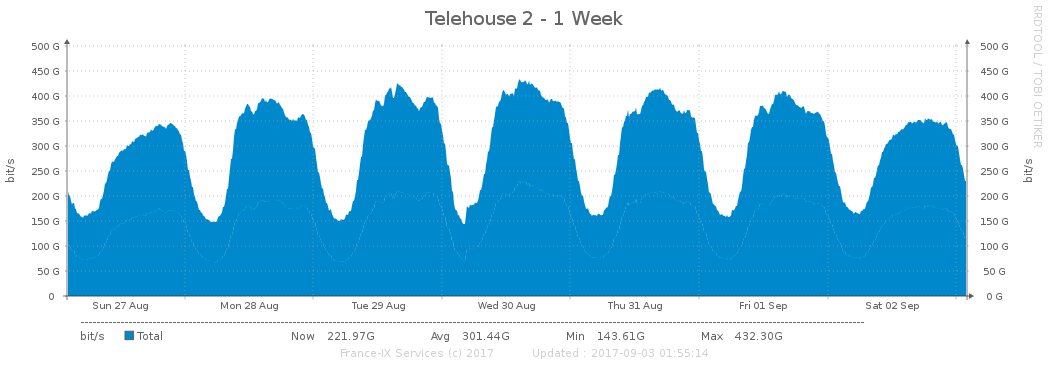 Telehouse 2 - 1 Week
RRDTOOL / TOBI OETIKER
500 G 500 G
450 G 450 G
400 G 400 G
350 G 350 G
300 G 300 G
250 G 250 G
200 G 200 G
150 G 150 G
100 G 100 G
50 G 50 G
0 0 G
bit/s bit/s
Sun 27 Aug Mon 28 Aug Tue 29 Aug Wed 30 Aug Thu 31 Aug Fri 01 Sep Sat 02 Sep
bit/s Total Now 221.97G Avg 301.44G Min 143.61G Max 432.30G
France-IX Services (c) 2017 Updated : 2017-09-03 01:55:14